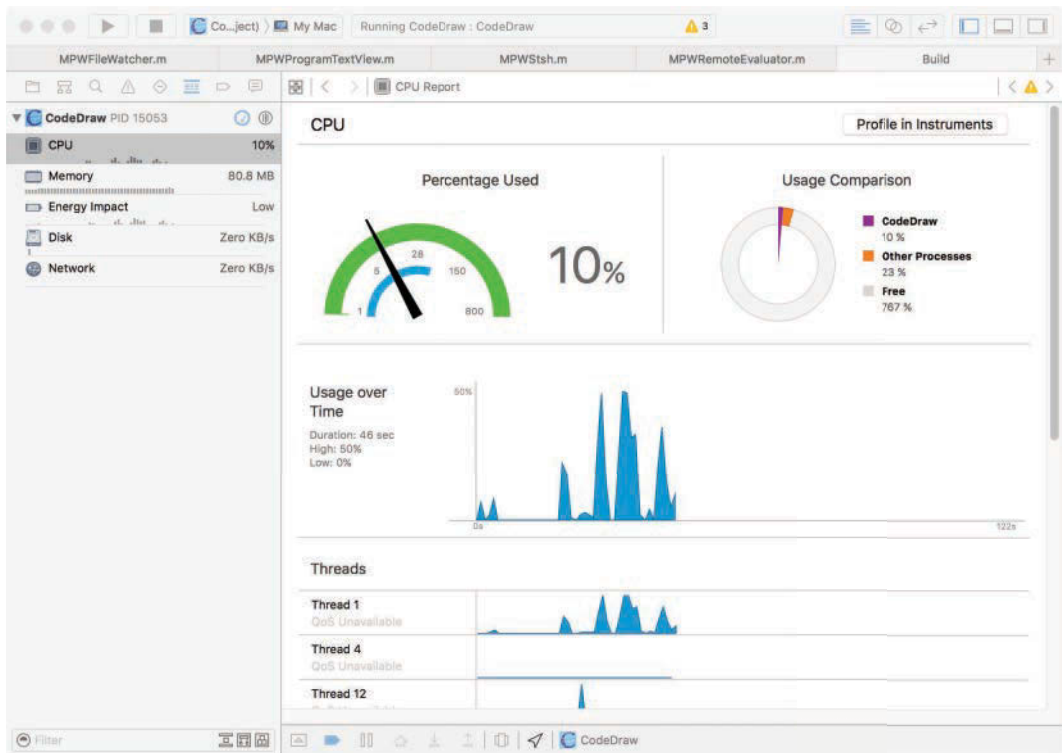 Co...ject) My Mac Running CodeDraw : CodeDraw 3
MPWFileWatcher.m MPWProgramTextView.m MPWStsh.m MPWRemoteEvaluator.m Build
CPU Report
CodeDraw PID 15053
CPU 10%
Memory 80.8 MB
Energy Impact Low
Disk Zero KB/s
Network Zero KB/s
CPU Profile in Instruments
Percentage Used
1 5 28 150 800
10%
Usage Comparison
CodeDraw
10 %
Other Processes
23 %
Free
767 %
Usage over
Time
Duration: 46 sec
High: 50%
Low: 0%
50%
0s 122s
Threads
Thread 1
QoS Unavailable
Thread 4
QoS Unavailable
Thread 12
Filter CodeDraw